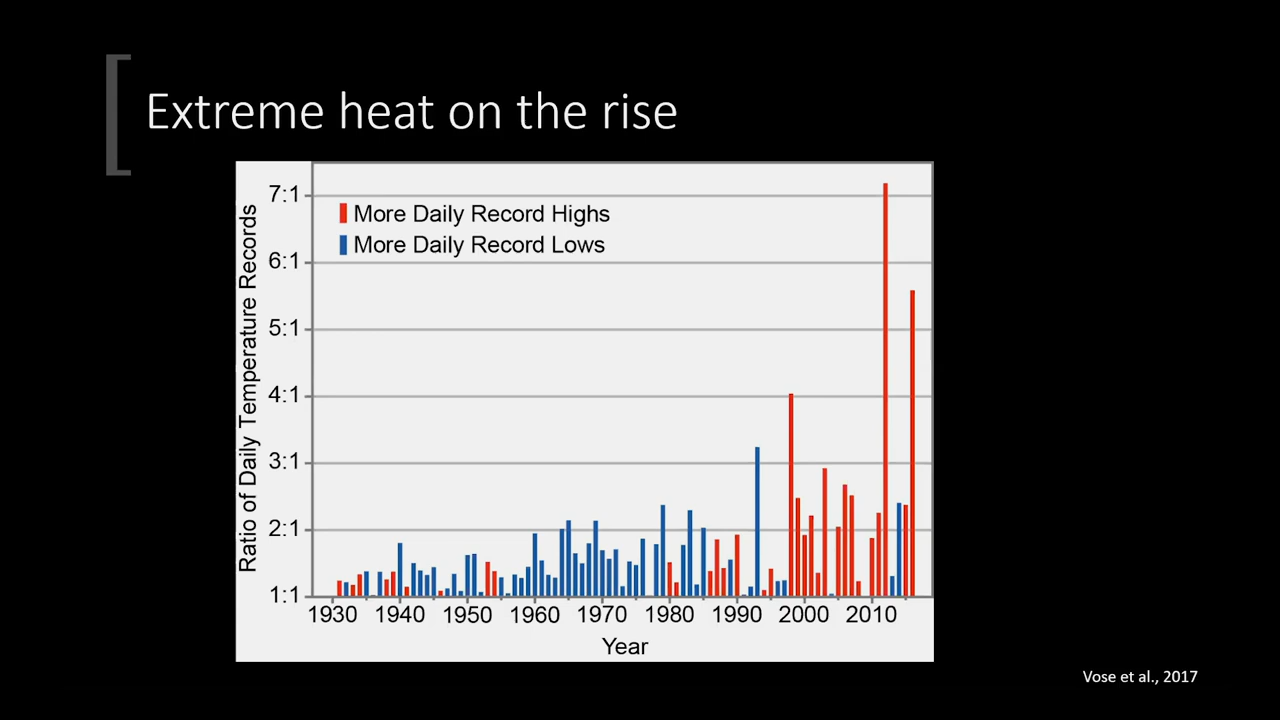 Extreme heat on the rise
Ratio of Daily Temperature Records
7:1
6:1
5:1
4:1
3:1
2:1
1:1
More Daily Record Highs
More Daily Record Lows
1930 1940 1950 1960 1970 1980 1990 2000 2010
Year
Vose et al., 2017